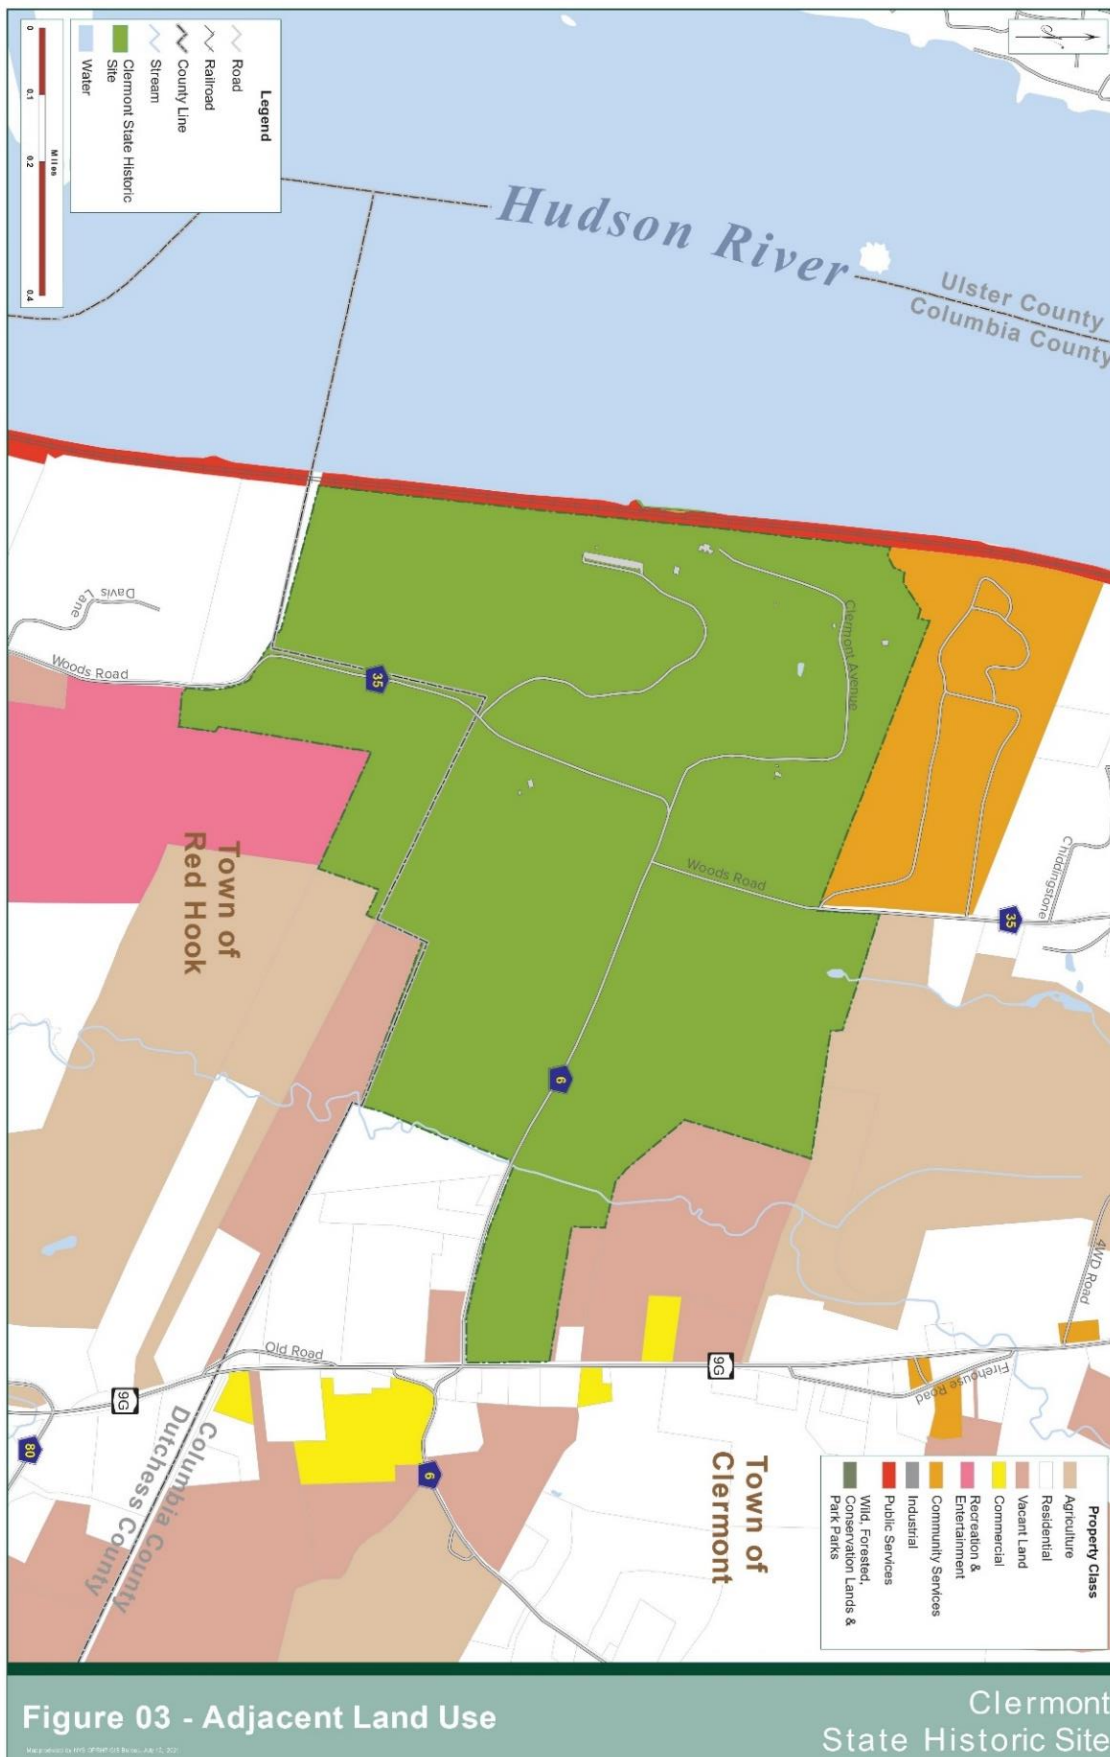 Legend
Road
Railroad
County Line
Stream
Clermont State Historic
Site
Water
0
0.1
0.2
0.4
Miles
N
Hudson River
Ulster County
Columbia County
Davis Lane
Woods Road
35
Clermont Avenue
Woods Road
Chiddingstone
35
Town of
Red Hook
6
4WD Road
Old Road
9G
9G
Firehouse Road
80
6
Columbia County
Dutchess County
Town of
Clermont
Property Class
Agriculture
Residential
Vacant Land
Commercial
Recreation &
Entertainment
Community Services
Industrial
Public Services
Wild, Forested,
Conservation Lands &
Park Parks
Figure 03 - Adjacent Land Use
Clermont
State Historic Site